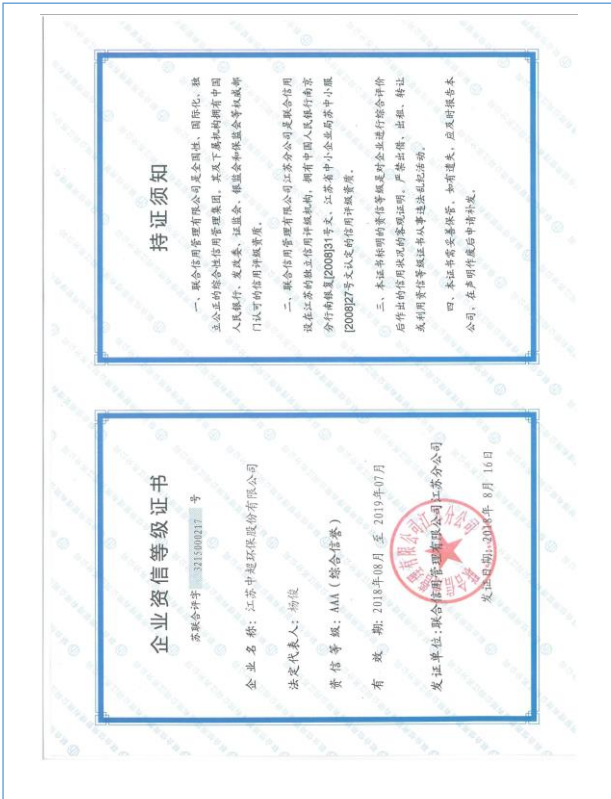 持证须知
一、联合信用管理有限公司是全国性、国际化、独
立公正的综合性信用管理集团。其及下属机构拥有中国
人民银行、发改委、证监会、银监会和保监会等权威部
门认可的信用评级资质。
二、联合信用管理有限公司江苏分公司是联合信用
设在江苏的独立信用评级机构，拥有中国人民银行南京
分行南银复[2008]31号文、江苏省中小企业局苏中小服
[2008]27号文认定的信用评级资质。
三、本证书标明的资信等级是对企业进行综合评价
后作出的信用状况的客观证明。严禁出借、出租、转让
或利用资信等级证书从事违法乱纪活动。
四、本证书需妥善保管，如有遗失，应及时报告本
公司，在声明作废后申请补发。
企业资信等级证书
苏联合评字 3215000217 号
企 业 名 称：江苏中超环保股份有限公司
法定代表人：杨俊
资 信 等 级：AAA（综合信誉）
有 效 期：2018年08月 至 2019年07月
发证单位：联合信用管理有限公司江苏分公司
发证日期：2018年 8月 16日